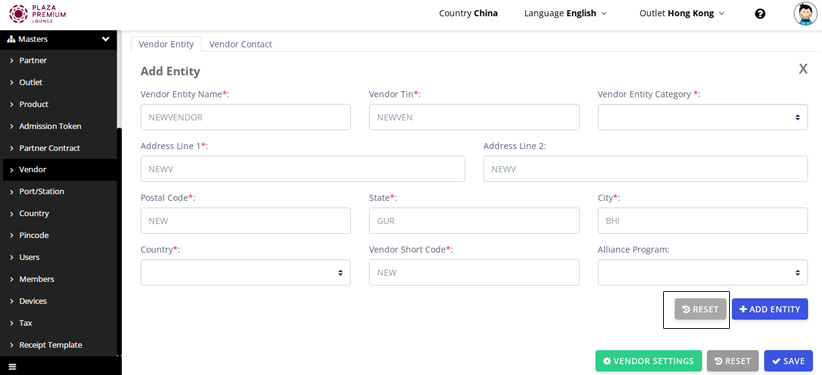 PLAZA
PREMIUM
LOUNGE
Country China
Language English
Outlet Hong Kong
Masters
Partner
Outlet
Product
Admission Token
Partner Contract
Vendor
Port/Station
Country
Pincode
Users
Members
Devices
Tax
Receipt Template
Vendor Entity
Vendor Contact
Add Entity
X
Vendor Entity Name*:
Vendor Tin*:
Vendor Entity Category *:
NEWVENDOR
NEWVEN
Address Line 1*:
Address Line 2:
NEWV
NEWV
Postal Code*:
State*:
City*:
NEW
GUR
BHI
Country*:
Vendor Short Code*:
Alliance Program:
NEW
RESET
ADD ENTITY
VENDOR SETTINGS
RESET
SAVE